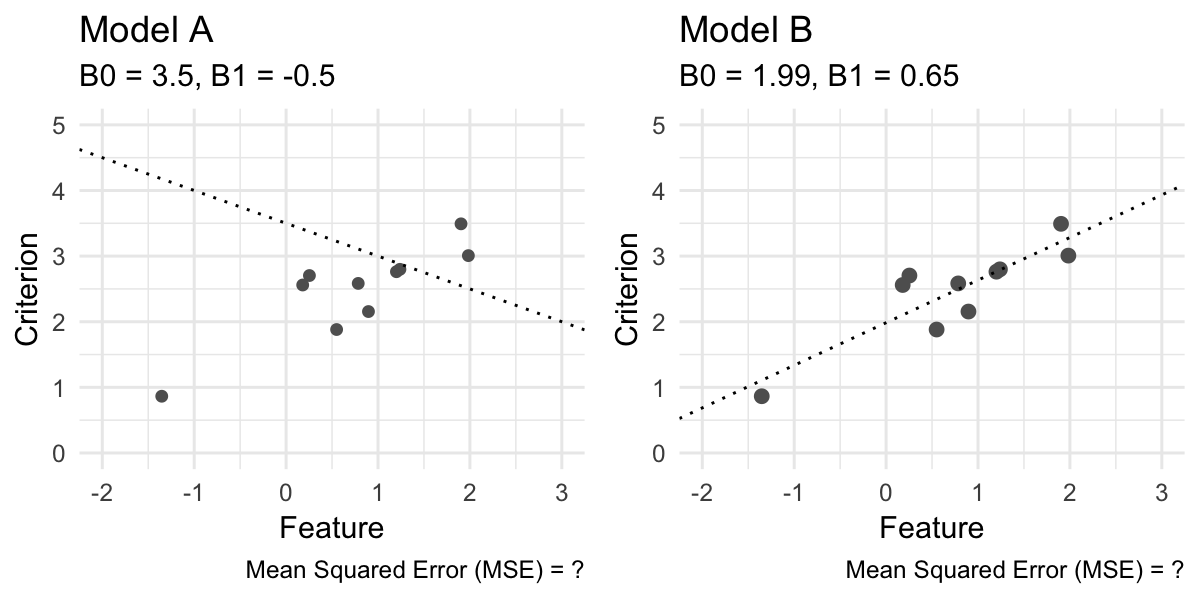 Model A
B0 = 3.5, B1 = -0.5
5
4
3
2
1
0
Criterion
-2 -1 0 1 2 3
Feature
Mean Squared Error (MSE) = ?
Model B
B0 = 1.99, B1 = 0.65
5
4
3
2
1
0
Criterion
-2 -1 0 1 2 3
Feature
Mean Squared Error (MSE) = ?